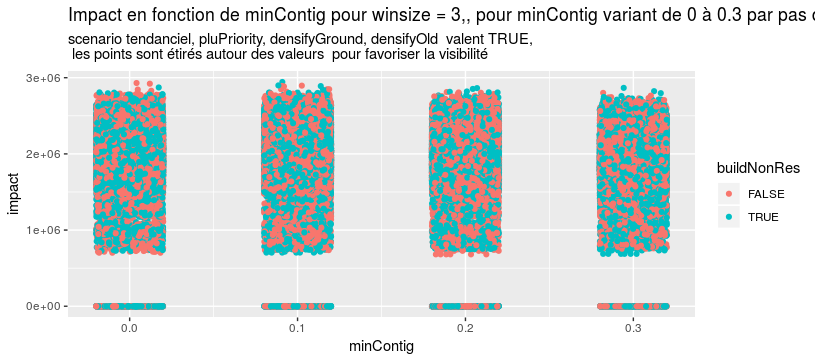 Impact en fonction de minContig pour winsize = 3,, pour minContig variant de 0 à 0.3 par pas
scenario tendanciel, pluPriority, densifyGround, densifyOld  valent TRUE,
les points sont étirés autour des valeurs  pour favoriser la visibilité
3e+06
2e+06
1e+06
0e+00
impact
0.0 0.1 0.2 0.3
minContig
buildNonRes
FALSE
TRUE